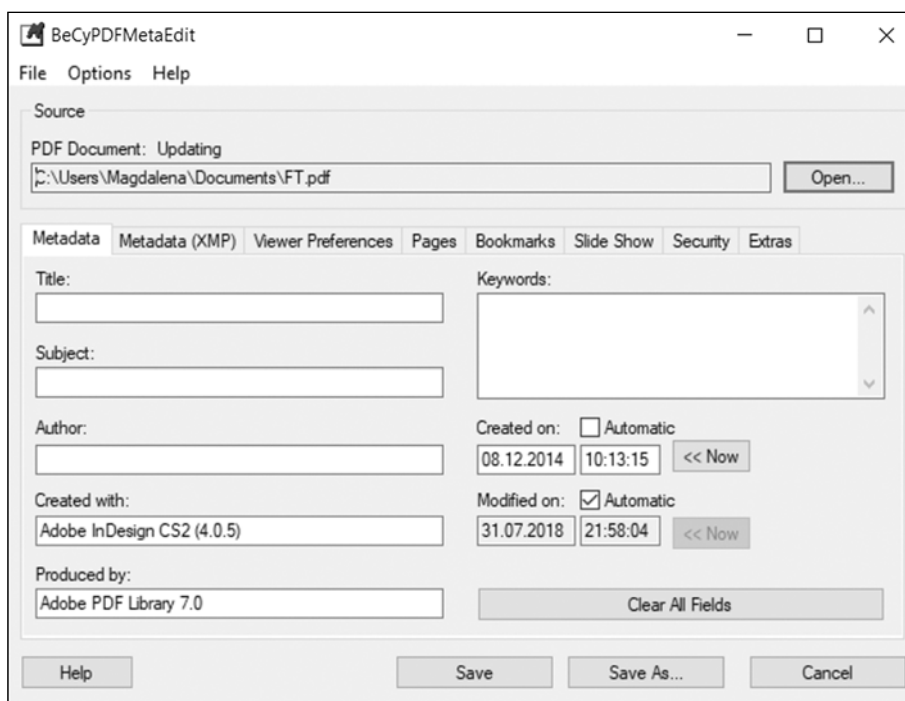 BeCyPDFMetaEdit
File Options Help
Source
PDF Document: Updating
C:\Users\Magdalena\Documents\FT.pdf
Open...
Metadata Metadata (XMP) Viewer Preferences Pages Bookmarks Slide Show Security Extras
Title:
Keywords:
Subject:
Author:
Created on: Automatic
08.12.2014 10:13:15 << Now
Created with:
Modified on: Automatic
Adobe InDesign CS2 (4.0.5)
31.07.2018 21:58:04 << Now
Produced by:
Adobe PDF Library 7.0
Clear All Fields
Help Save Save As... Cancel